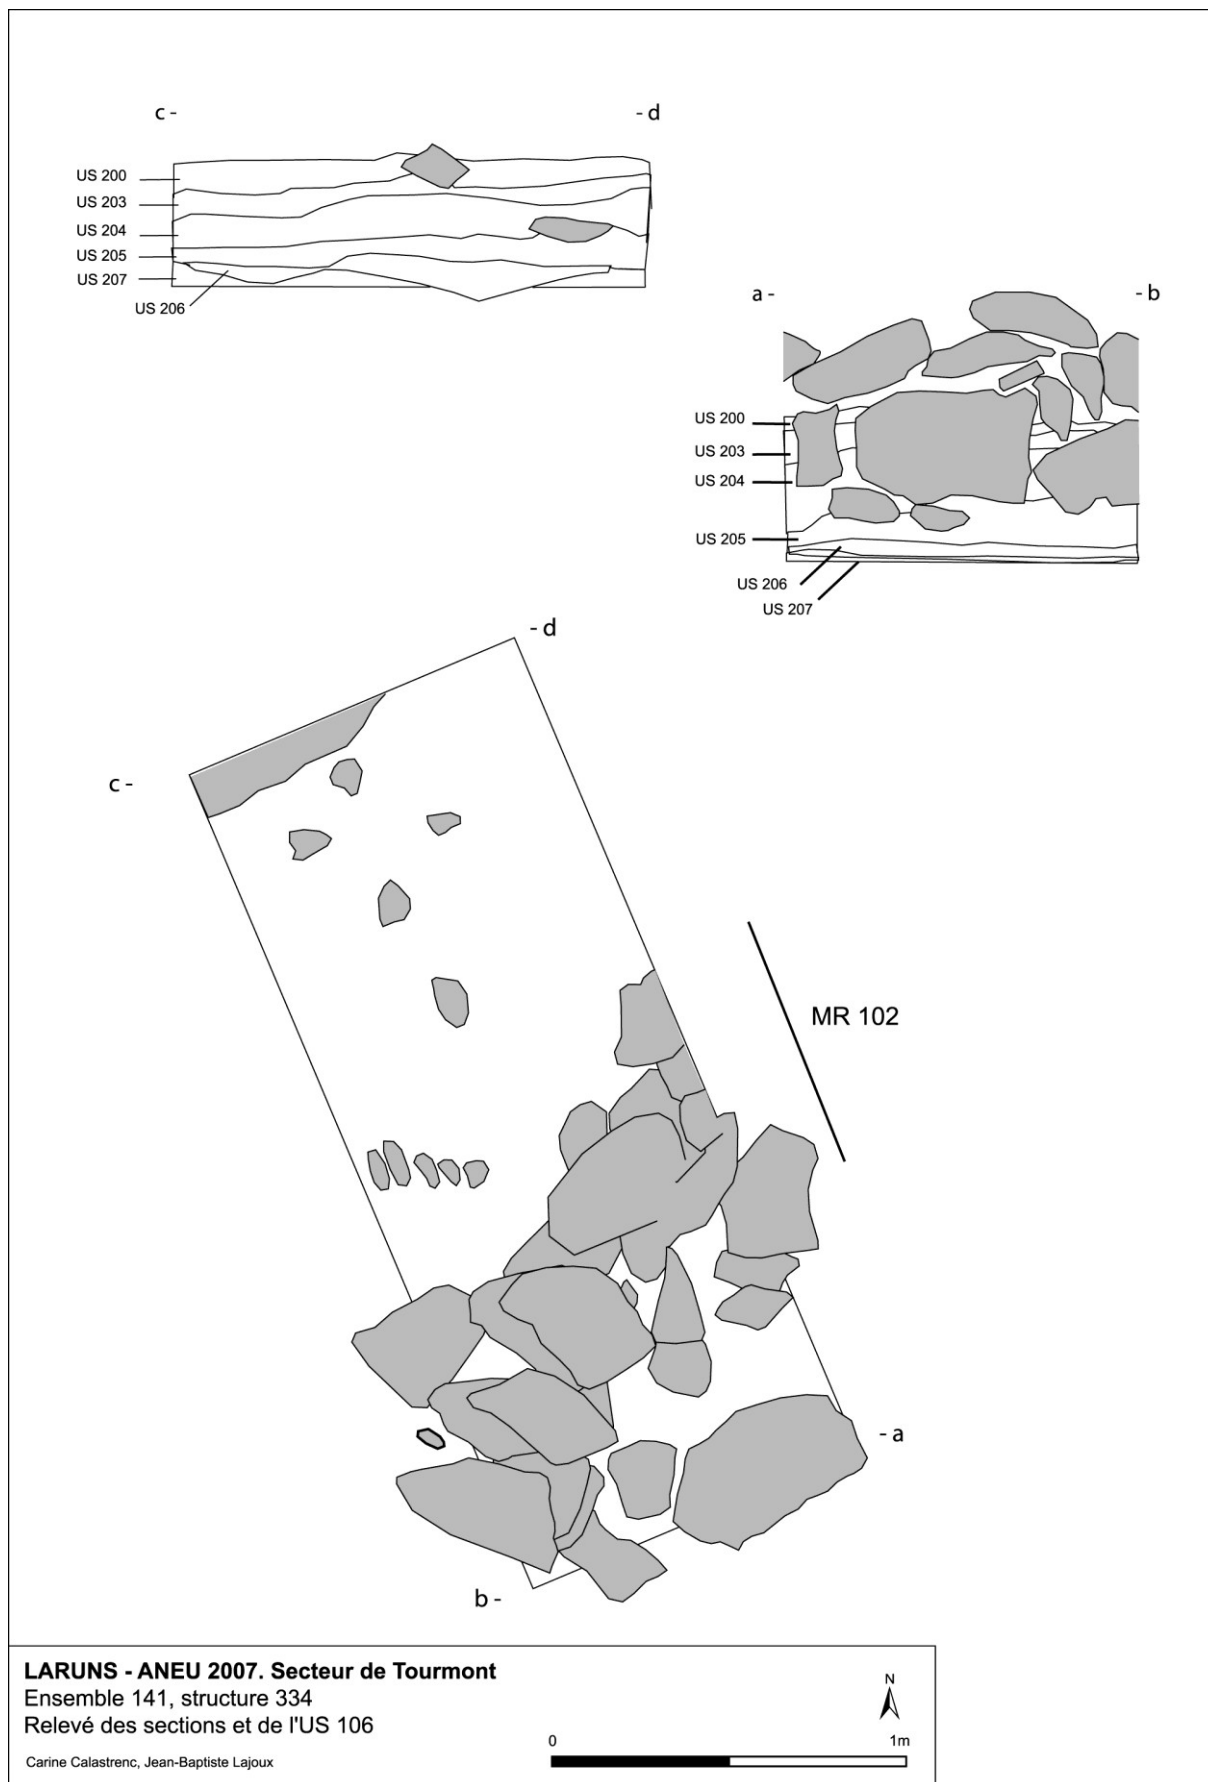 c -
- d
US 200
US 203
US 204
US 205
US 207
US 206
a -
- b
US 200
US 203
US 204
US 205
US 206
US 207
- d
c -
MR 102
- a
b -
LARUNS - ANEU 2007. Secteur de Tourmont
Ensemble 141, structure 334
Relevé des sections et de l'US 106
Carine Calastrenc, Jean-Baptiste Lajoux
N
0
1m